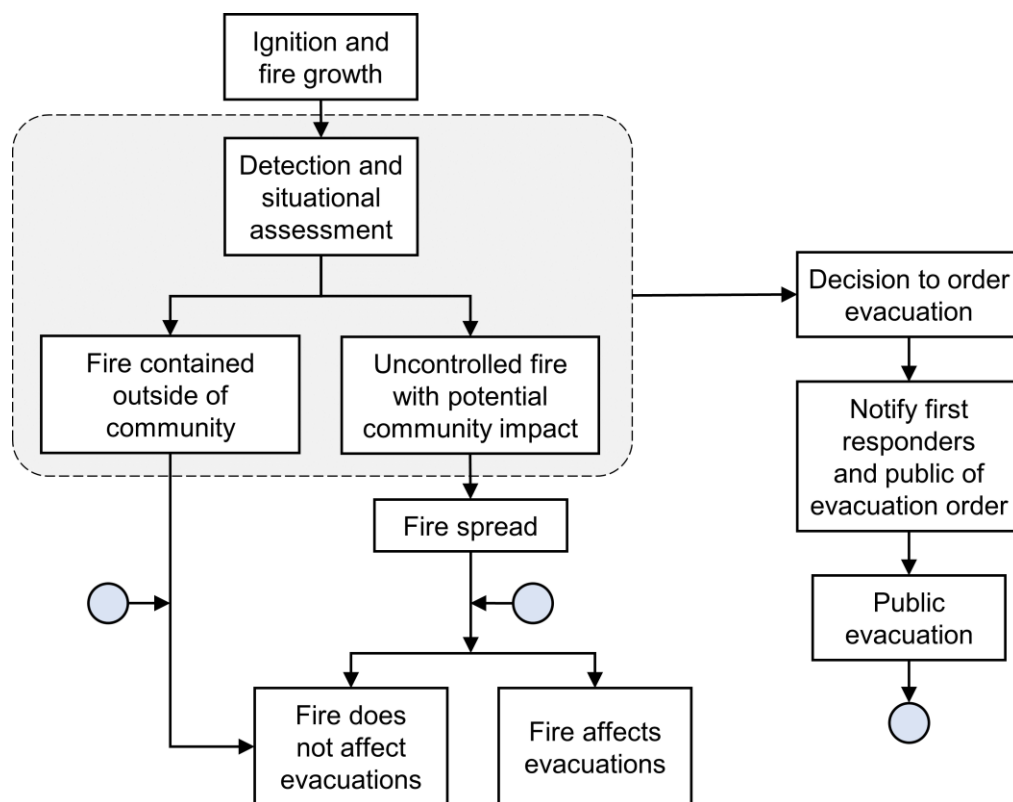 Ignition and
fire growth
Detection and
situational
assessment
Fire contained
outside of
community
Uncontrolled fire
with potential
community impact
Fire spread
Fire does
not affect
evacuations
Fire affects
evacuations
Decision to order
evacuation
Notify first
responders
and public of
evacuation order
Public
evacuation